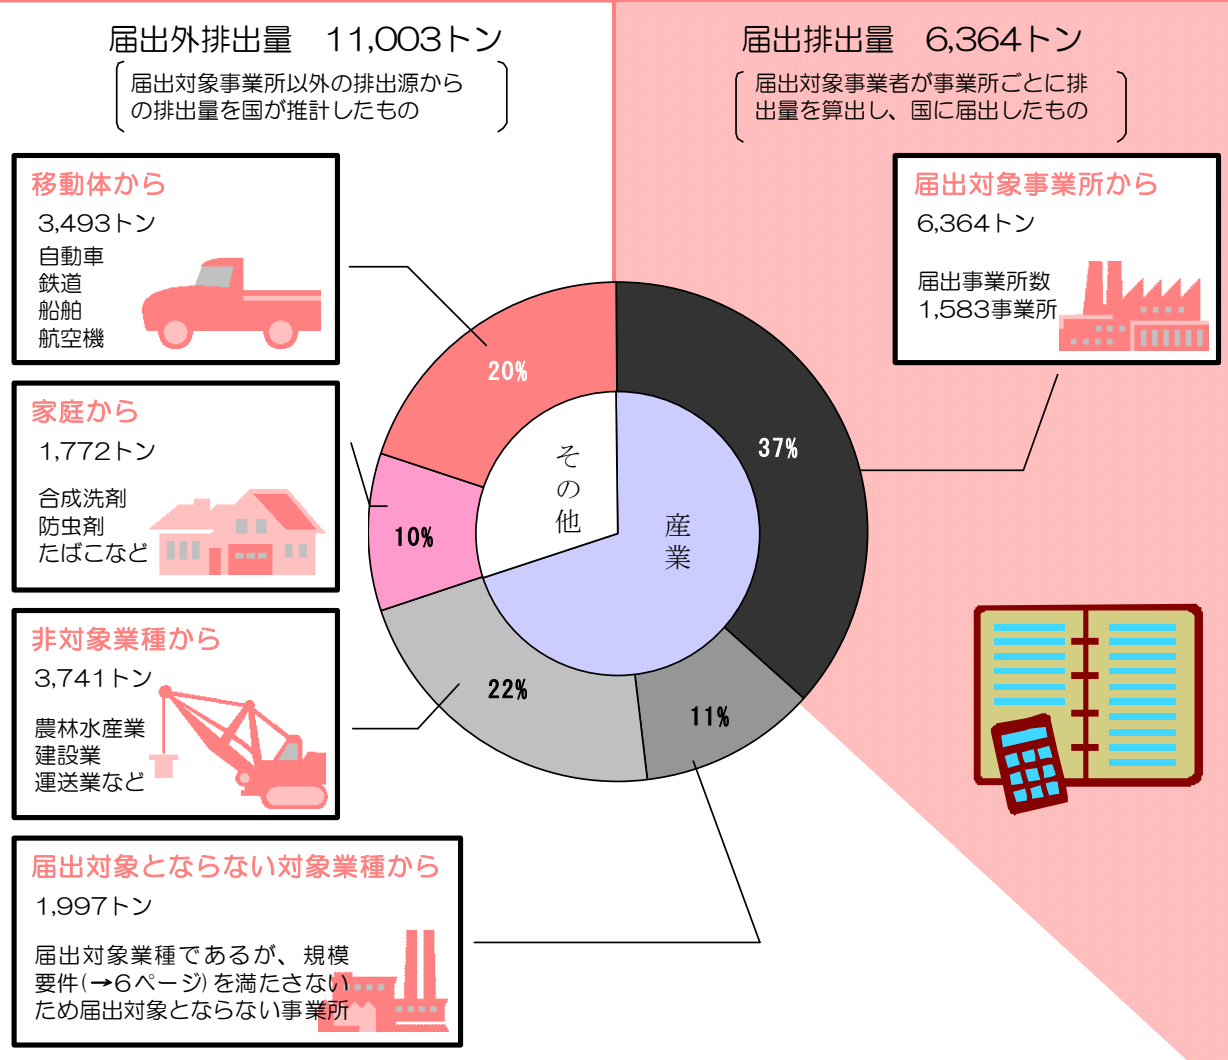 届出外排出量　11,003トン
届出対象事業所以外の排出源から
の排出量を国が推計したもの
届出排出量　6,364トン
届出対象事業者が事業所ごとに排
出量を算出し、国に届出したもの
移動体から
3,493トン
自動車
鉄道
船舶
航空機
届出対象事業所から
6,364トン
届出事業所数
1,583事業所
家庭から
1,772トン
合成洗剤
防虫剤
たばこなど
非対象業種から
3,741トン
農林水産業
建設業
運送業など
届出対象とならない対象業種から
1,997トン
届出対象業種であるが、規模
要件(→6ページ)を満たさない
ため届出対象とならない事業所
20%
37%
10%
22%
11%
その他
産業